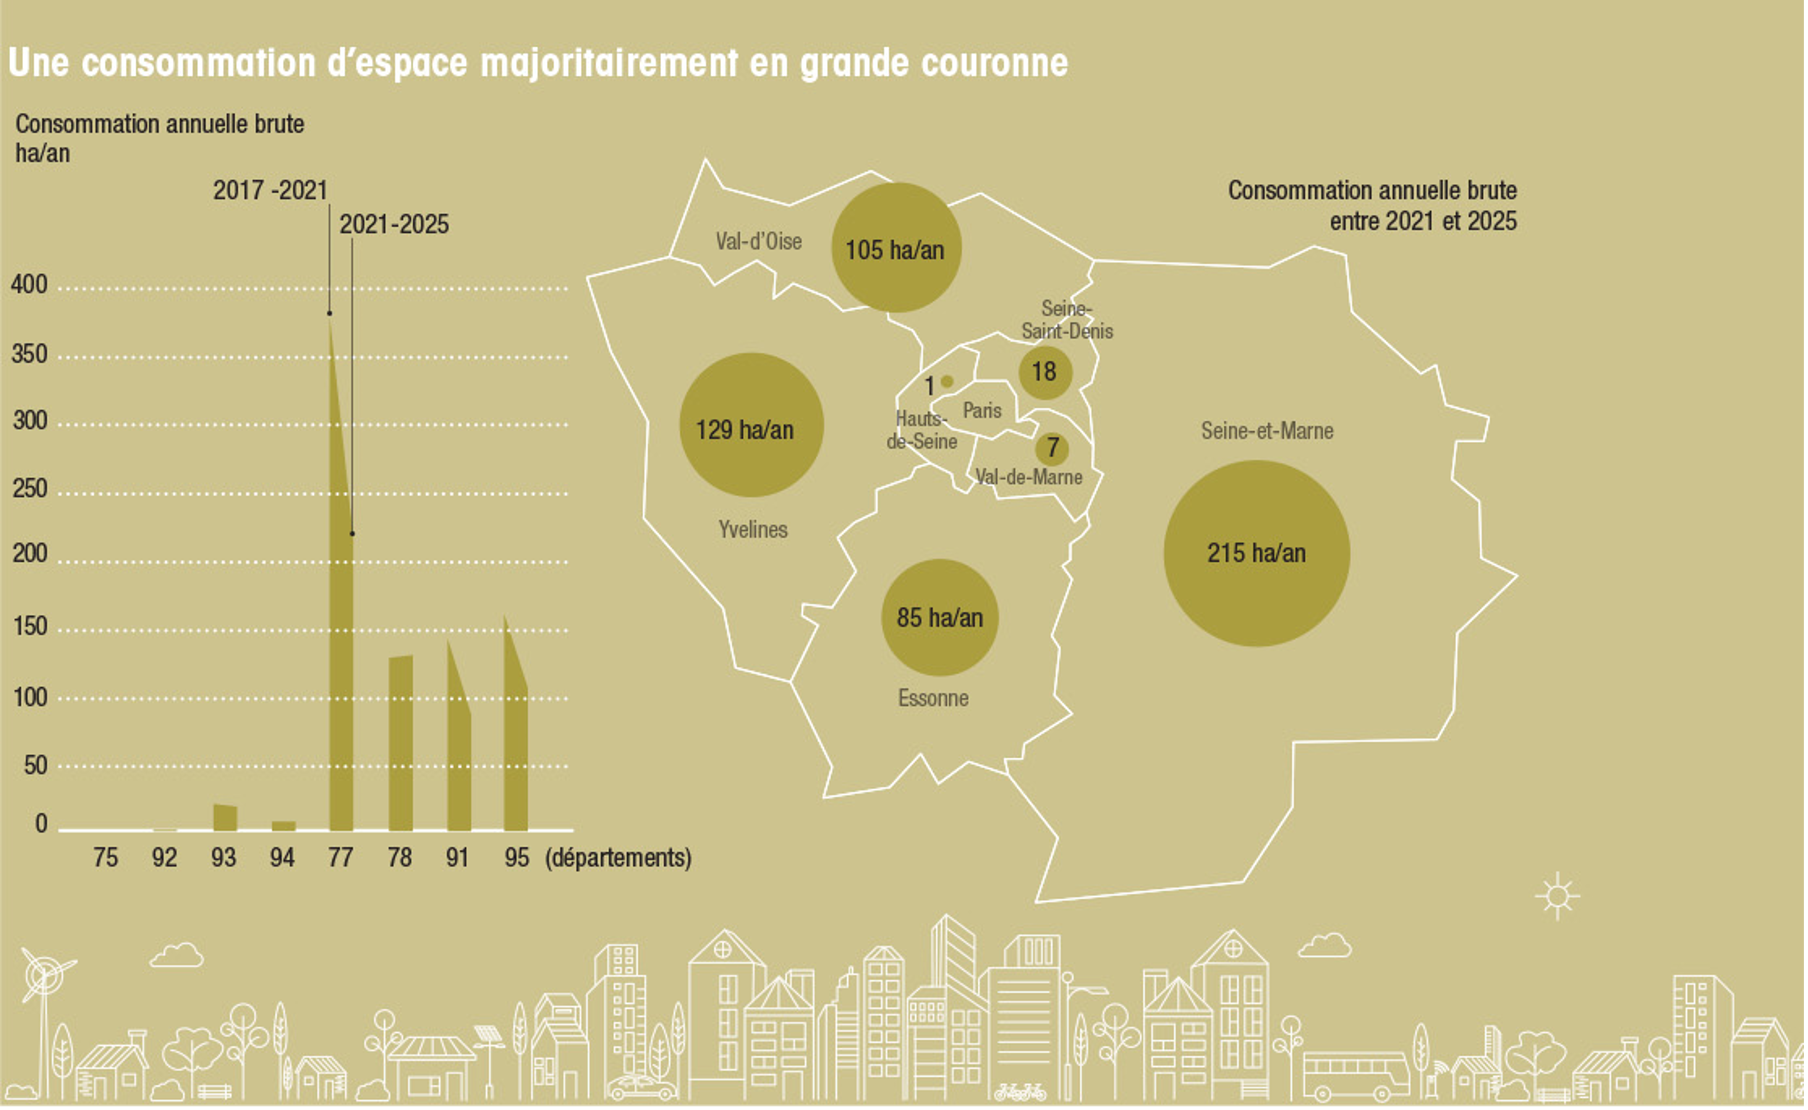 Une consommation d'espace majoritairement en grande couronne
Consommation annuelle brute
ha/an
2017 -2021
2021-2025
400
350
300
250
200
150
100
50
0
75 92 93 94 77 78 91 95 (départements)
Consommation annuelle brute
entre 2021 et 2025
Val-d'Oise
105 ha/an
Seine-
Saint-Denis
18
1
Hauts-
de-Seine
Paris
7
Val-de-Marne
129 ha/an
Yvelines
Seine-et-Marne
215 ha/an
85 ha/an
Essonne